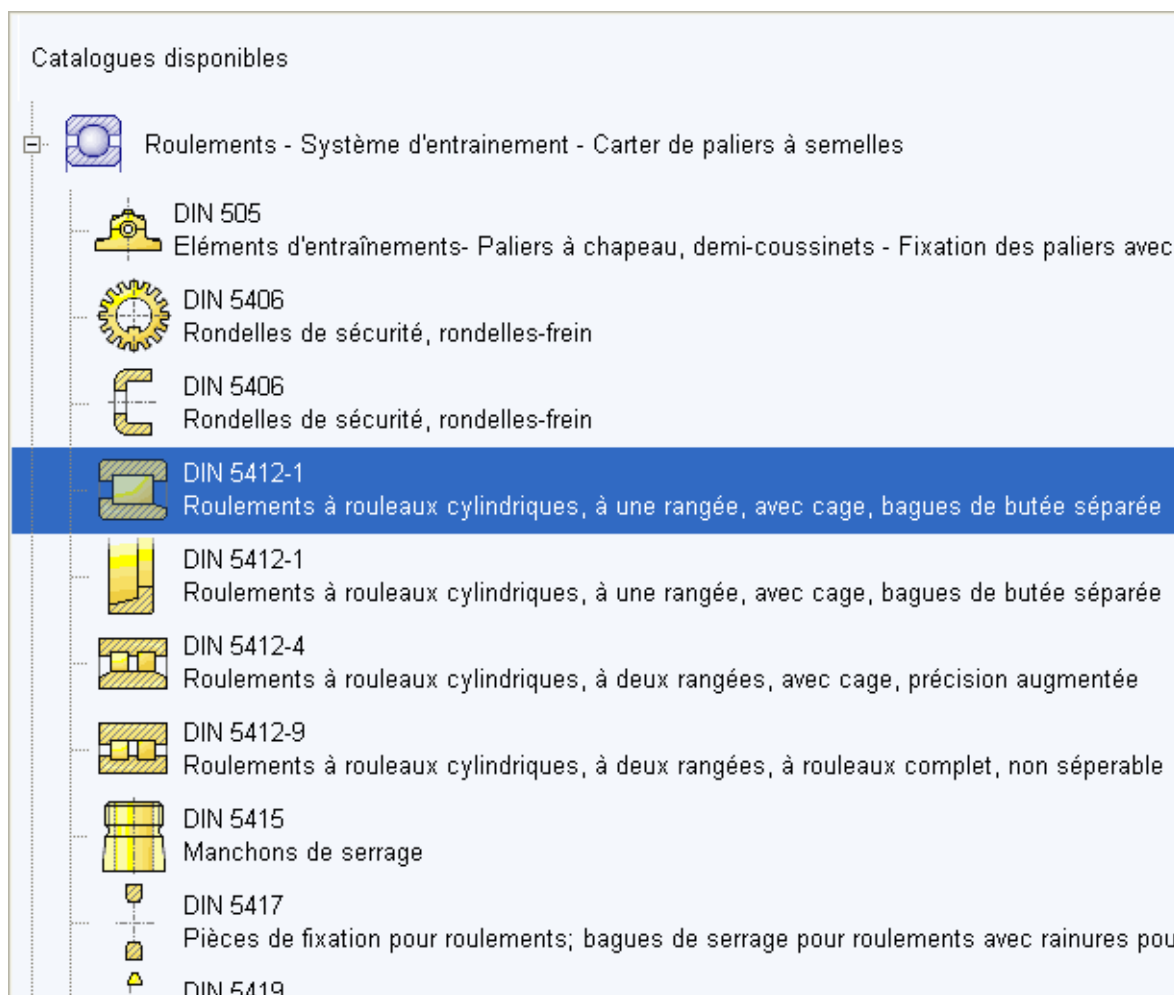 Catalogues disponibles
Roulements - Système d'entrainement - Carter de paliers à semelles
DIN 505
Eléments d'entraînements- Paliers à chapeau, demi-coussinets - Fixation des paliers avec
DIN 5406
Rondelles de sécurité, rondelles-frein
DIN 5406
Rondelles de sécurité, rondelles-frein
DIN 5412-1
Roulements à rouleaux cylindriques, à une rangée, avec cage, bagues de butée séparée
DIN 5412-1
Roulements à rouleaux cylindriques, à une rangée, avec cage, bagues de butée séparée
DIN 5412-4
Roulements à rouleaux cylindriques, à deux rangées, avec cage, précision augmentée
DIN 5412-9
Roulements à rouleaux cylindriques, à deux rangées, à rouleaux complet, non séperable
DIN 5415
Manchons de serrage
DIN 5417
Pièces de fixation pour roulements; bagues de serrage pour roulements avec rainures pou
DIN 5419